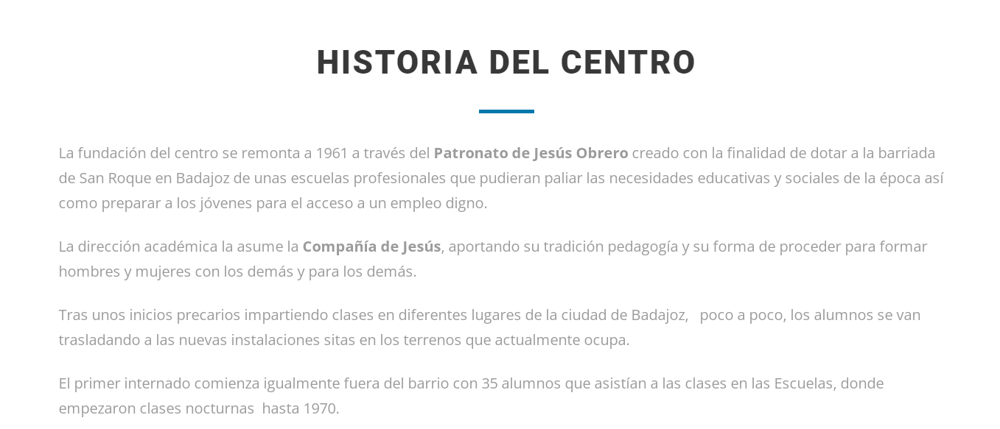 HISTORIA DEL CENTRO
La fundación del centro se remonta a 1961 a través del Patronato de Jesús Obrero creado con la finalidad de dotar a la barriada
de San Roque en Badajoz de unas escuelas profesionales que pudieran paliar las necesidades educativas y sociales de la época así
como preparar a los jóvenes para el acceso a un empleo digno.
La dirección académica la asume la Compañía de Jesús, aportando su tradición pedagogía y su forma de proceder para formar
hombres y mujeres con los demás y para los demás.
Tras unos inicios precarios impartiendo clases en diferentes lugares de la ciudad de Badajoz,   poco a poco, los alumnos se van
trasladando a las nuevas instalaciones sitas en los terrenos que actualmente ocupa.
El primer internado comienza igualmente fuera del barrio con 35 alumnos que asistían a las clases en las Escuelas, donde
empezaron clases nocturnas  hasta 1970.